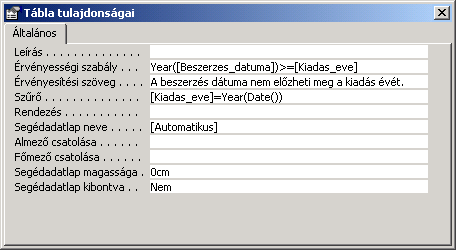 Tábla tulajdonságai
Általános
Leírás . . . . . . . . . . . . . .
Érvényességi szabály . . . Year([Beszerzes_datuma])>=[Kiadas_eve]
Érvényesítési szöveg . . . . A beszerzés dátuma nem előzheti meg a kiadás évét.
Szűrő . . . . . . . . . . . . . . [Kiadas_eve]=Year(Date())
Rendezés . . . . . . . . . . .
Segédadatlap neve . . . . . [Automatikus]
Almező csatolása . . . . . .
Főmező csatolása . . . . . .
Segédadatlap magassága . 0cm
Segédadatlap kibontva . . Nem